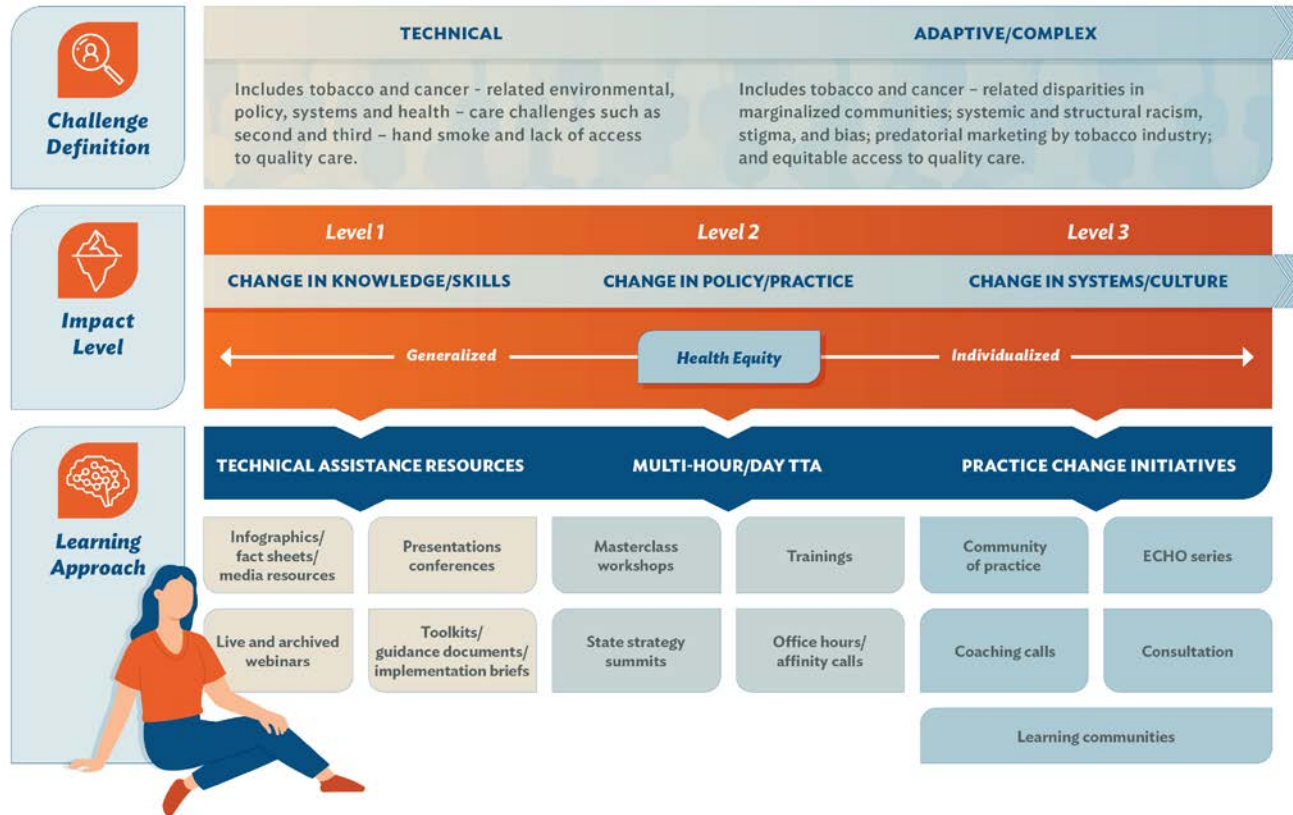 Challenge
Definition
TECHNICAL
ADAPTIVE/COMPLEX
Includes tobacco and cancer - related environmental,
policy, systems and health – care challenges such as
second and third – hand smoke and lack of access
to quality care.
Includes tobacco and cancer – related disparities in
marginalized communities; systemic and structural racism,
stigma, and bias; predatorial marketing by tobacco industry;
and equitable access to quality care.
Impact
Level
Level 1
Level 2
Level 3
CHANGE IN KNOWLEDGE/SKILLS
CHANGE IN POLICY/PRACTICE
CHANGE IN SYSTEMS/CULTURE
Generalized
Health Equity
Individualized
Learning
Approach
TECHNICAL ASSISTANCE RESOURCES
MULTI-HOUR/DAY TTA
PRACTICE CHANGE INITIATIVES
Infographics/
fact sheets/
media resources
Presentations
conferences
Masterclass
workshops
Trainings
Community
of practice
ECHO series
Live and archived
webinars
Toolkits/
guidance documents/
implementation briefs
State strategy
summits
Office hours/
affinity calls
Coaching calls
Consultation
Learning communities